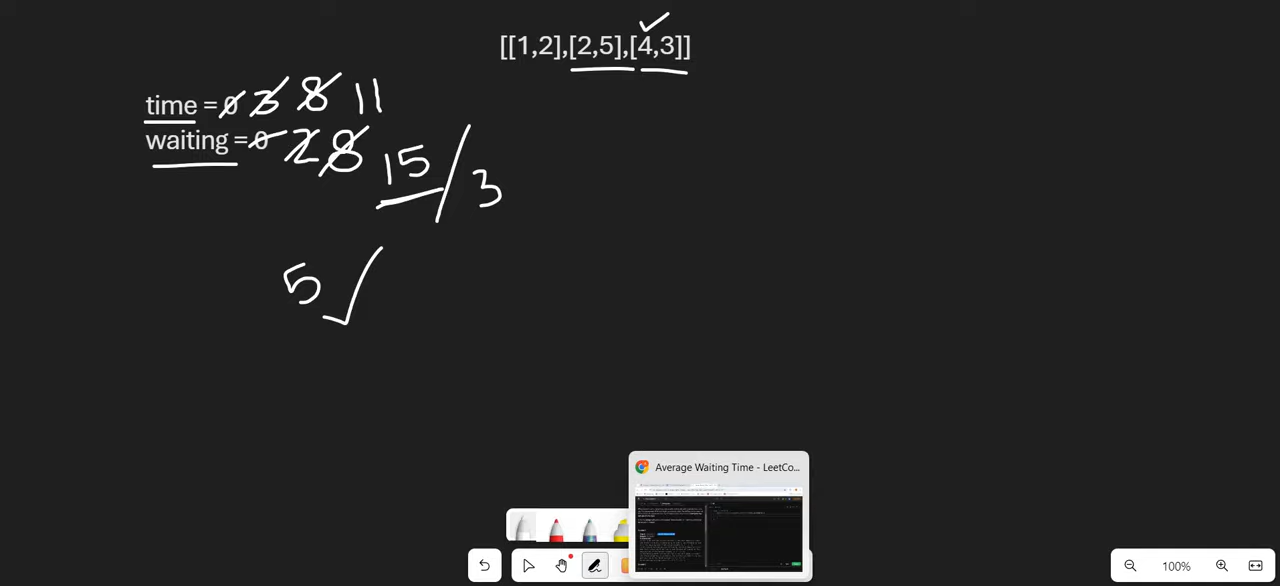 [[1,2],[2,5],[4,3]]
time = 0 3 8 11
waiting = 0 2 8 15 / 3
5
Average Waiting Time - LeetCo...
100%